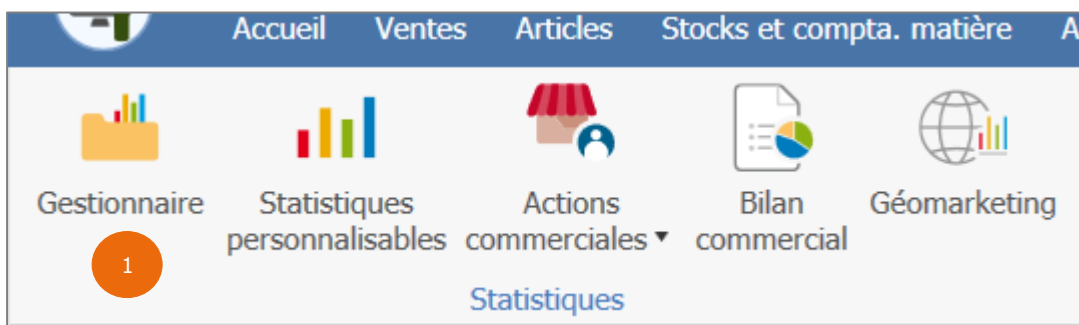 Accueil Ventes Articles Stocks et compta. matière A
Gestionnaire Statistiques Actions Bilan Géomarketing
personnalisables commerciales commercial
1
Statistiques